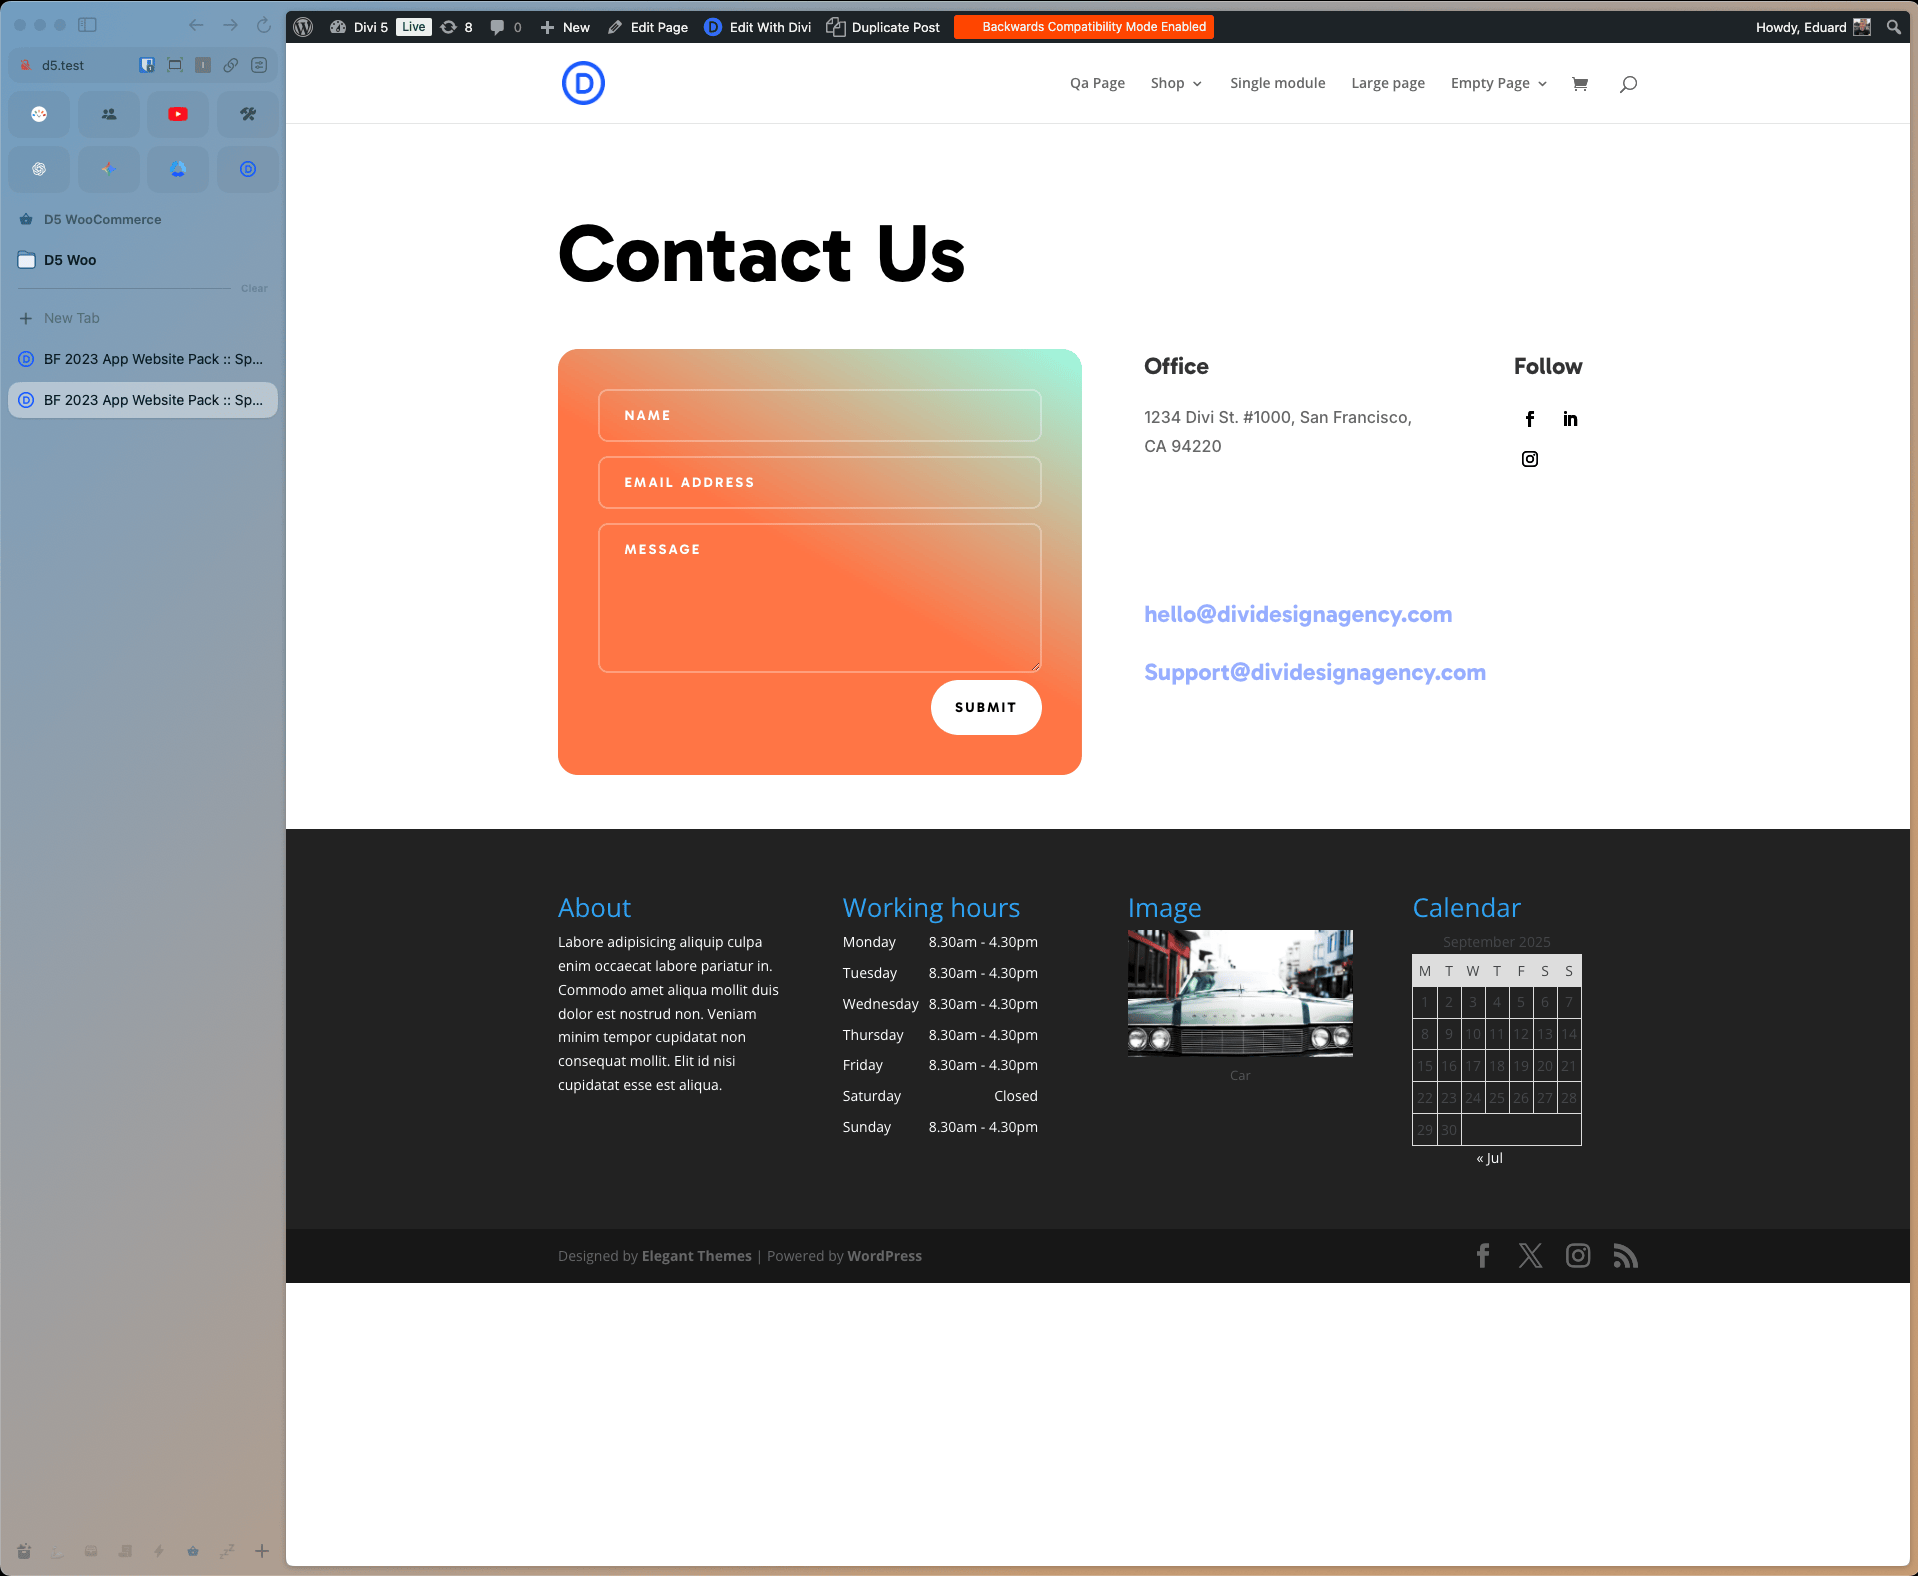 Divi 5 Live 8 0 New Edit Page Edit With Divi Duplicate Post Backwards Compatibility Mode Enabled Howdy, Eduard
d5.test
D5 WooCommerce
D5 Woo
Clear
New Tab
BF 2023 App Website Pack :: Sp...
BF 2023 App Website Pack :: Sp...
Qa Page Shop Single module Large page Empty Page
Contact Us
NAME
EMAIL ADDRESS
MESSAGE
SUBMIT
Office
1234 Divi St. #1000, San Francisco,
CA 94220
Follow
hello@dividesignagency.com
Support@dividesignagency.com
About
Labore adipisicing aliquip culpa
enim occaecat labore pariatur in.
Commodo amet aliqua mollit duis
dolor est nostrud non. Veniam
minim tempor cupidatat non
consequat mollit. Elit id nisi
cupidatat esse est aliqua.
Working hours
Monday 8.30am - 4.30pm
Tuesday 8.30am - 4.30pm
Wednesday 8.30am - 4.30pm
Thursday 8.30am - 4.30pm
Friday 8.30am - 4.30pm
Saturday Closed
Sunday 8.30am - 4.30pm
Image
Car
Calendar
September 2025
M T W T F S S
1 2 3 4 5 6 7
8 9 10 11 12 13 14
15 16 17 18 19 20 21
22 23 24 25 26 27 28
29 30
« Jul
Designed by Elegant Themes | Powered by WordPress